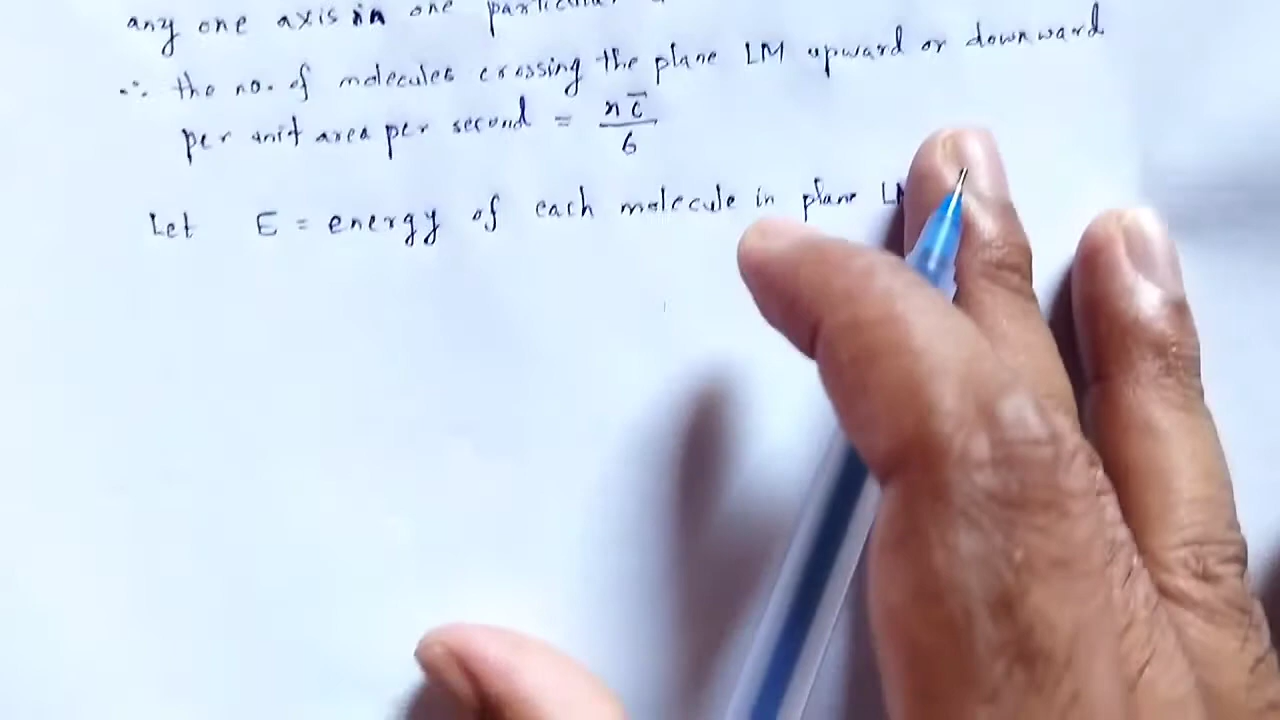 any one axis in one
∴ the no. of molecules crossing the plane LM upward or downward
per unit area per second = n c̄ / 6
Let E = energy of each molecule in plane LM